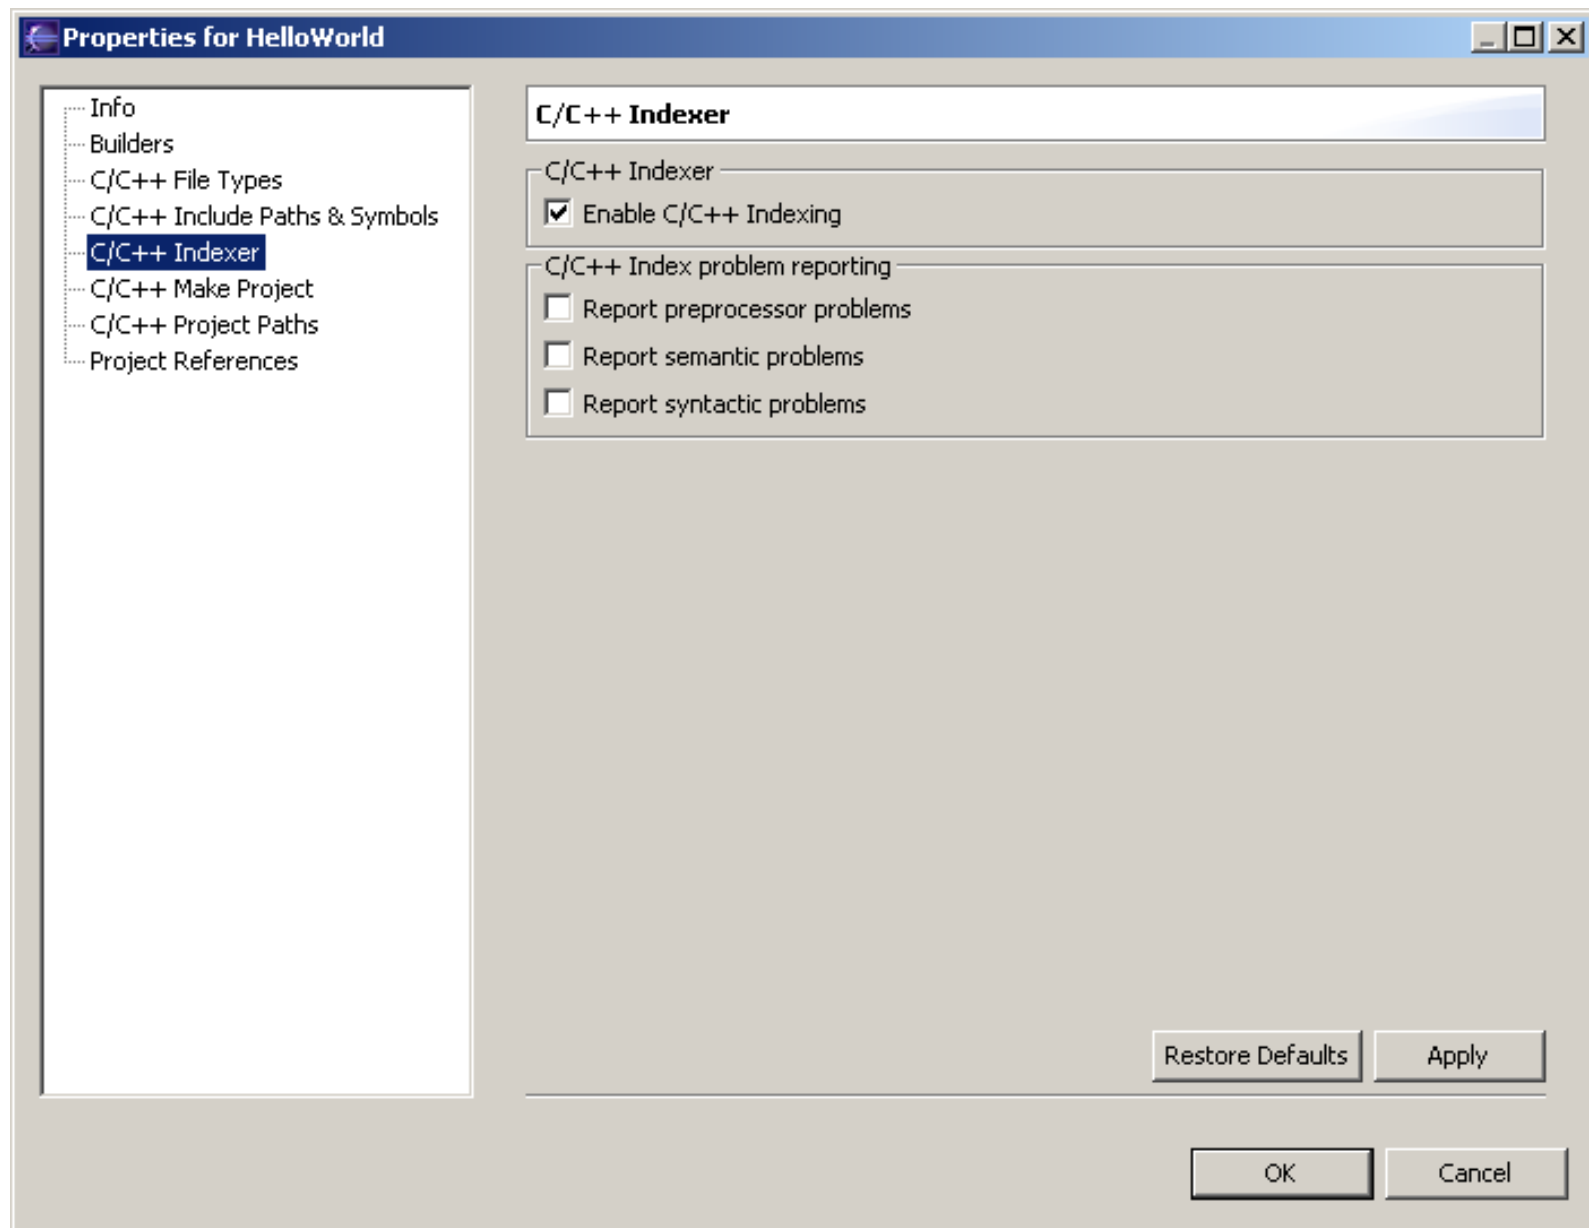 Properties for HelloWorld
Info
Builders
C/C++ File Types
C/C++ Include Paths & Symbols
C/C++ Indexer
C/C++ Make Project
C/C++ Project Paths
Project References
C/C++ Indexer
C/C++ Indexer
Enable C/C++ Indexing
C/C++ Index problem reporting
Report preprocessor problems
Report semantic problems
Report syntactic problems
Restore Defaults Apply
OK Cancel